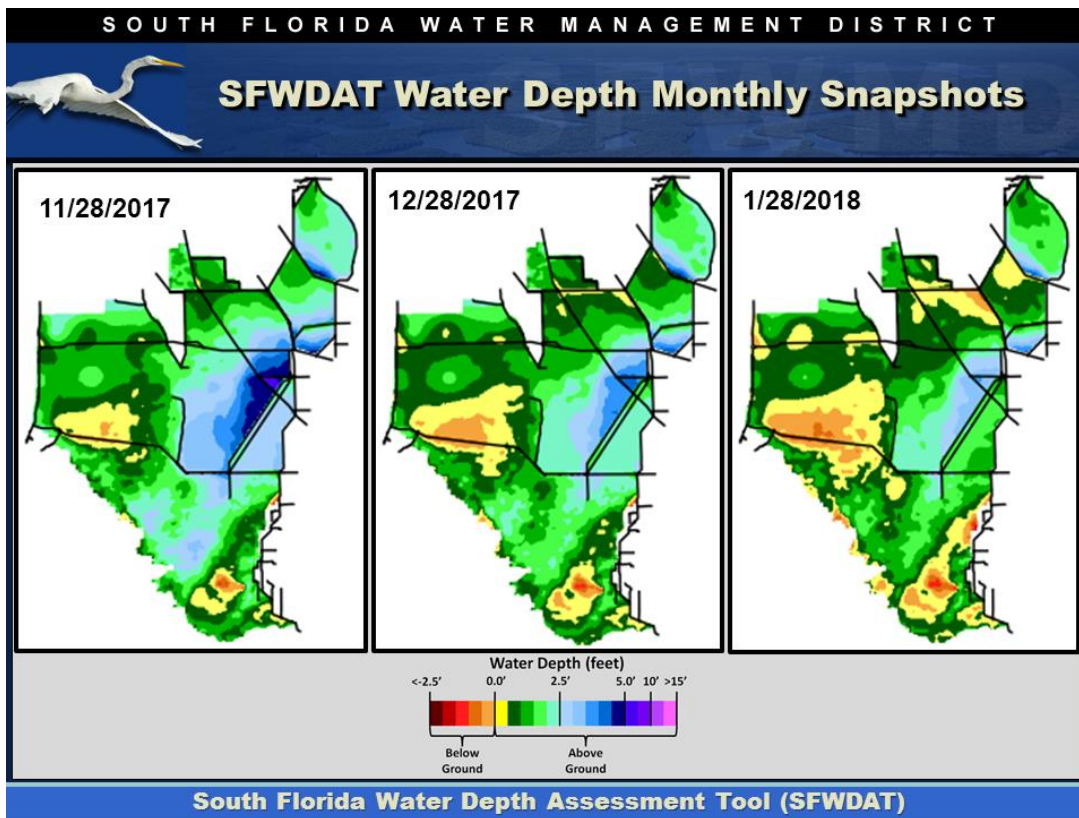 SOUTH FLORIDA WATER MANAGEMENT DISTRICT
SFWDAT Water Depth Monthly Snapshots
11/28/2017
12/28/2017
1/28/2018
Water Depth (feet)
<-2.5' 0.0' 2.5' 5.0' 10' >15'
Below Ground
Above Ground
South Florida Water Depth Assessment Tool (SFWDAT)